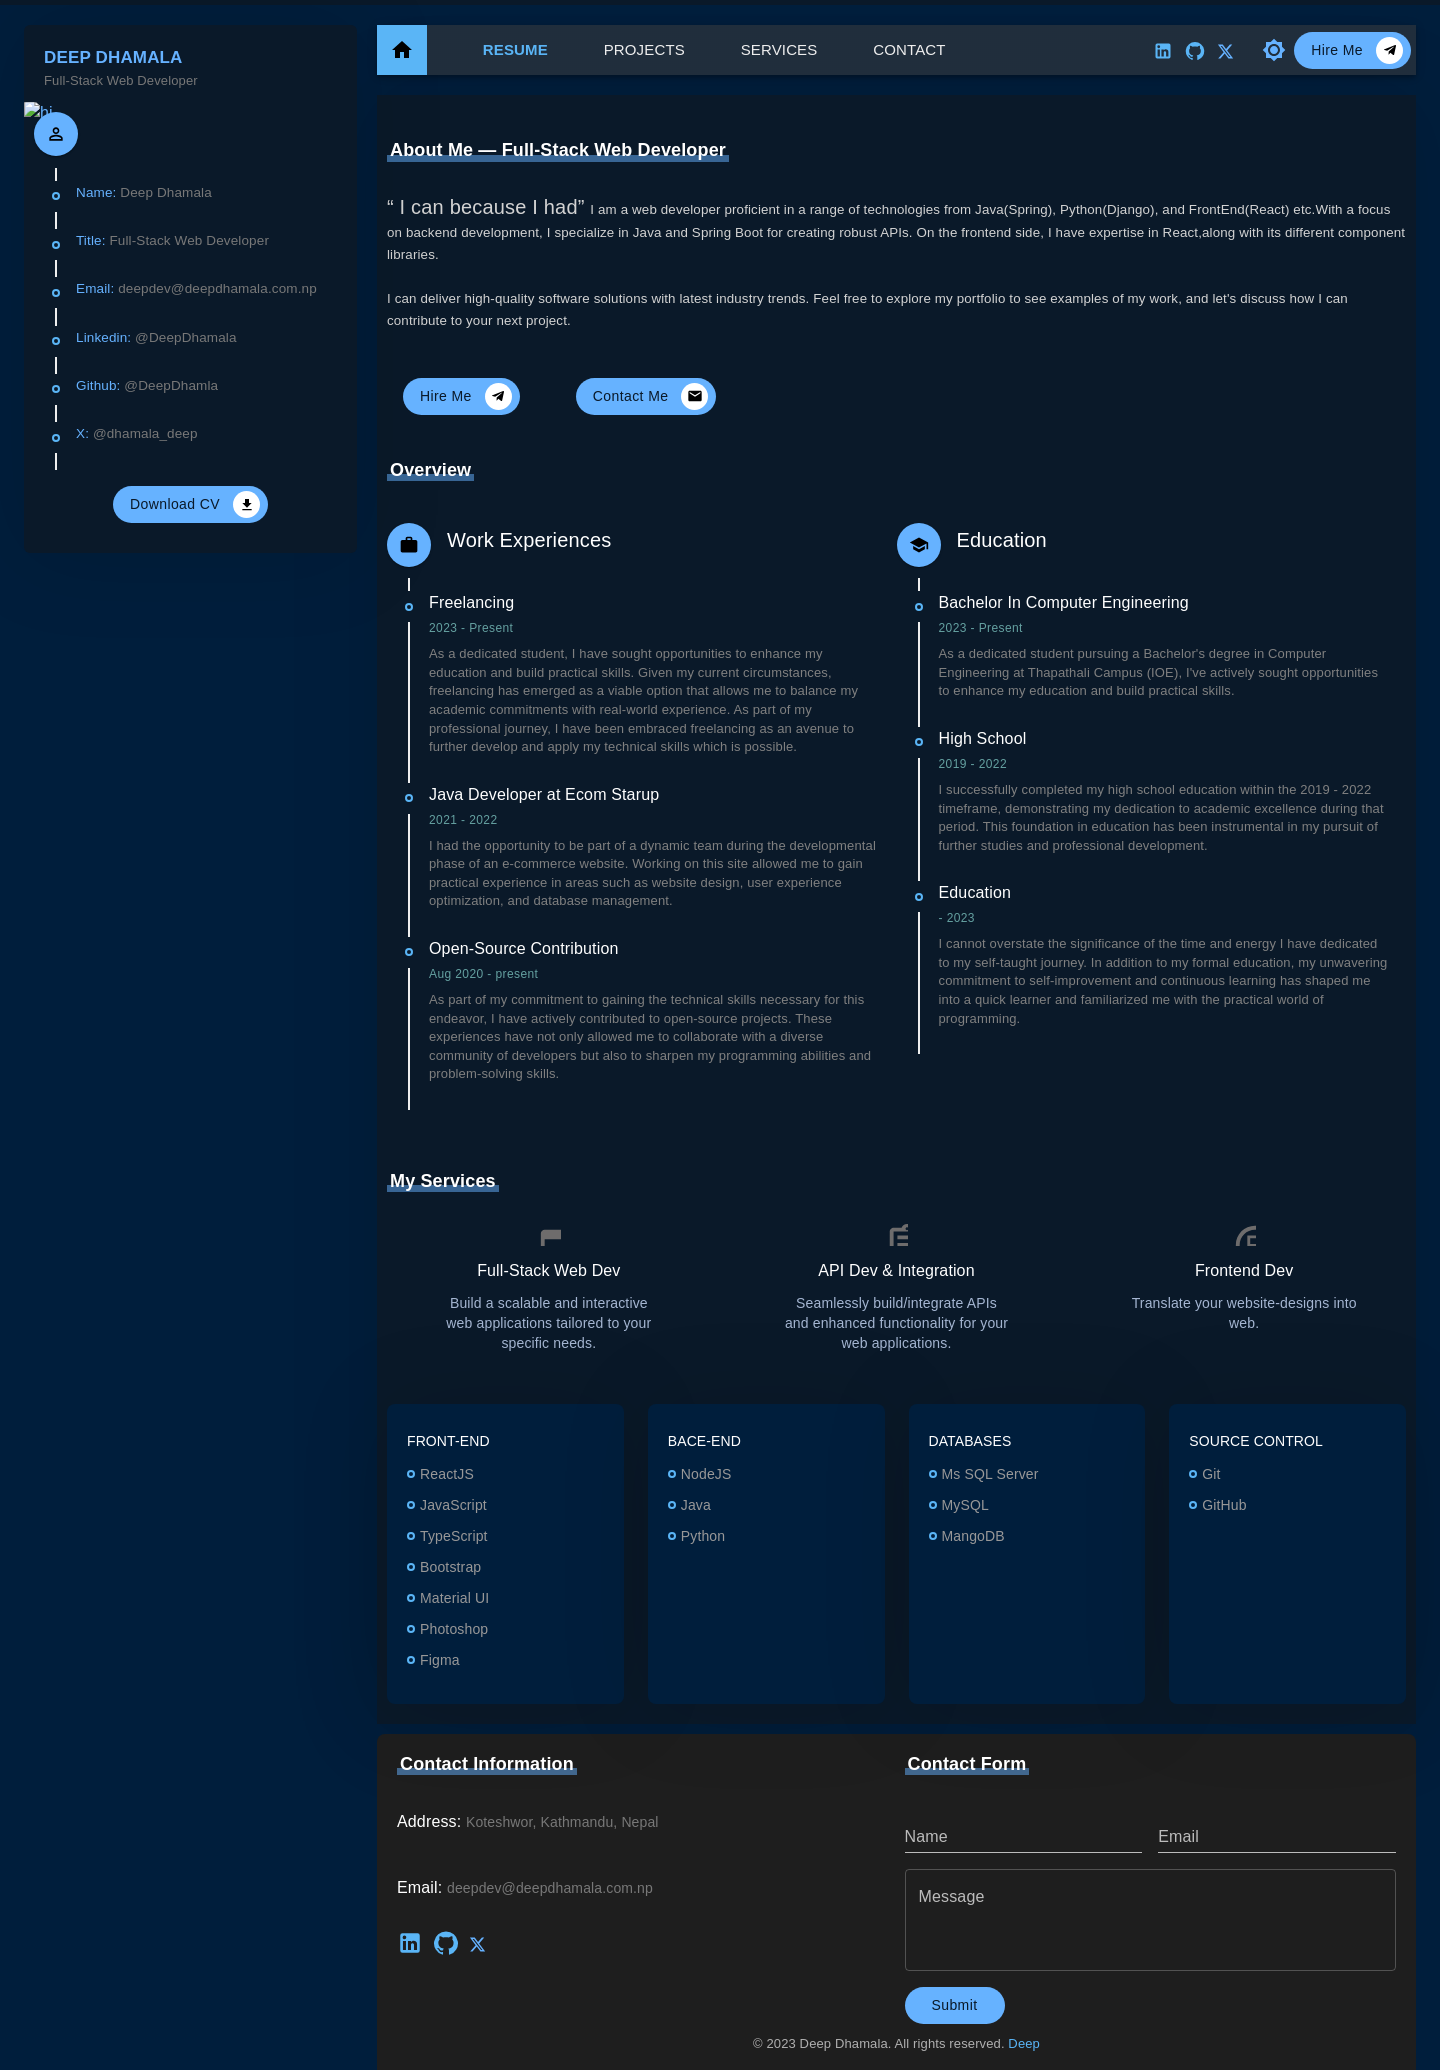 DEEP DHAMALA
Full-Stack Web Developer
hi
Name: Deep Dhamala
Title: Full-Stack Web Developer
Email: deepdev@deepdhamala.com.np
Linkedin: @DeepDhamala
Github: @DeepDhamla
X: @dhamala_deep
Download CV
RESUME PROJECTS SERVICES CONTACT Hire Me
About Me — Full-Stack Web Developer
“ I can because I had” I am a web developer proficient in a range of technologies from Java(Spring), Python(Django), and FrontEnd(React) etc.With a focus
on backend development, I specialize in Java and Spring Boot for creating robust APIs. On the frontend side, I have expertise in React,along with its different component
libraries.
I can deliver high-quality software solutions with latest industry trends. Feel free to explore my portfolio to see examples of my work, and let's discuss how I can
contribute to your next project.
Hire Me Contact Me
Overview
Work Experiences
Freelancing
2023 - Present
As a dedicated student, I have sought opportunities to enhance my
education and build practical skills. Given my current circumstances,
freelancing has emerged as a viable option that allows me to balance my
academic commitments with real-world experience. As part of my
professional journey, I have been embraced freelancing as an avenue to
further develop and apply my technical skills which is possible.
Java Developer at Ecom Starup
2021 - 2022
I had the opportunity to be part of a dynamic team during the developmental
phase of an e-commerce website. Working on this site allowed me to gain
practical experience in areas such as website design, user experience
optimization, and database management.
Open-Source Contribution
Aug 2020 - present
As part of my commitment to gaining the technical skills necessary for this
endeavor, I have actively contributed to open-source projects. These
experiences have not only allowed me to collaborate with a diverse
community of developers but also to sharpen my programming abilities and
problem-solving skills.
Education
Bachelor In Computer Engineering
2023 - Present
As a dedicated student pursuing a Bachelor's degree in Computer
Engineering at Thapathali Campus (IOE), I've actively sought opportunities
to enhance my education and build practical skills.
High School
2019 - 2022
I successfully completed my high school education within the 2019 - 2022
timeframe, demonstrating my dedication to academic excellence during that
period. This foundation in education has been instrumental in my pursuit of
further studies and professional development.
Education
- 2023
I cannot overstate the significance of the time and energy I have dedicated
to my self-taught journey. In addition to my formal education, my unwavering
commitment to self-improvement and continuous learning has shaped me
into a quick learner and familiarized me with the practical world of
programming.
My Services
Full-Stack Web Dev
Build a scalable and interactive
web applications tailored to your
specific needs.
API Dev & Integration
Seamlessly build/integrate APIs
and enhanced functionality for your
web applications.
Frontend Dev
Translate your website-designs into
web.
FRONT-END
ReactJS
JavaScript
TypeScript
Bootstrap
Material UI
Photoshop
Figma
BACE-END
NodeJS
Java
Python
DATABASES
Ms SQL Server
MySQL
MangoDB
SOURCE CONTROL
Git
GitHub
Contact Information
Address: Koteshwor, Kathmandu, Nepal
Email: deepdev@deepdhamala.com.np
Contact Form
Name Email
Message
Submit
© 2023 Deep Dhamala. All rights reserved. Deep